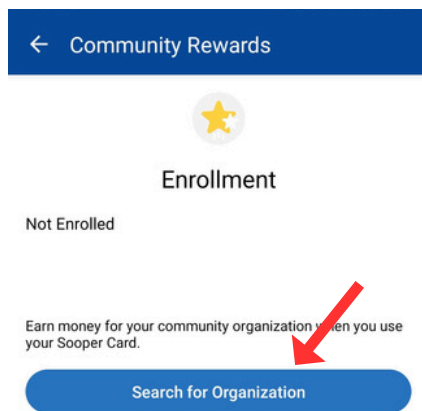 Community Rewards
Enrollment
Not Enrolled
Earn money for your community organization when you use
your Sooper Card.
Search for Organization